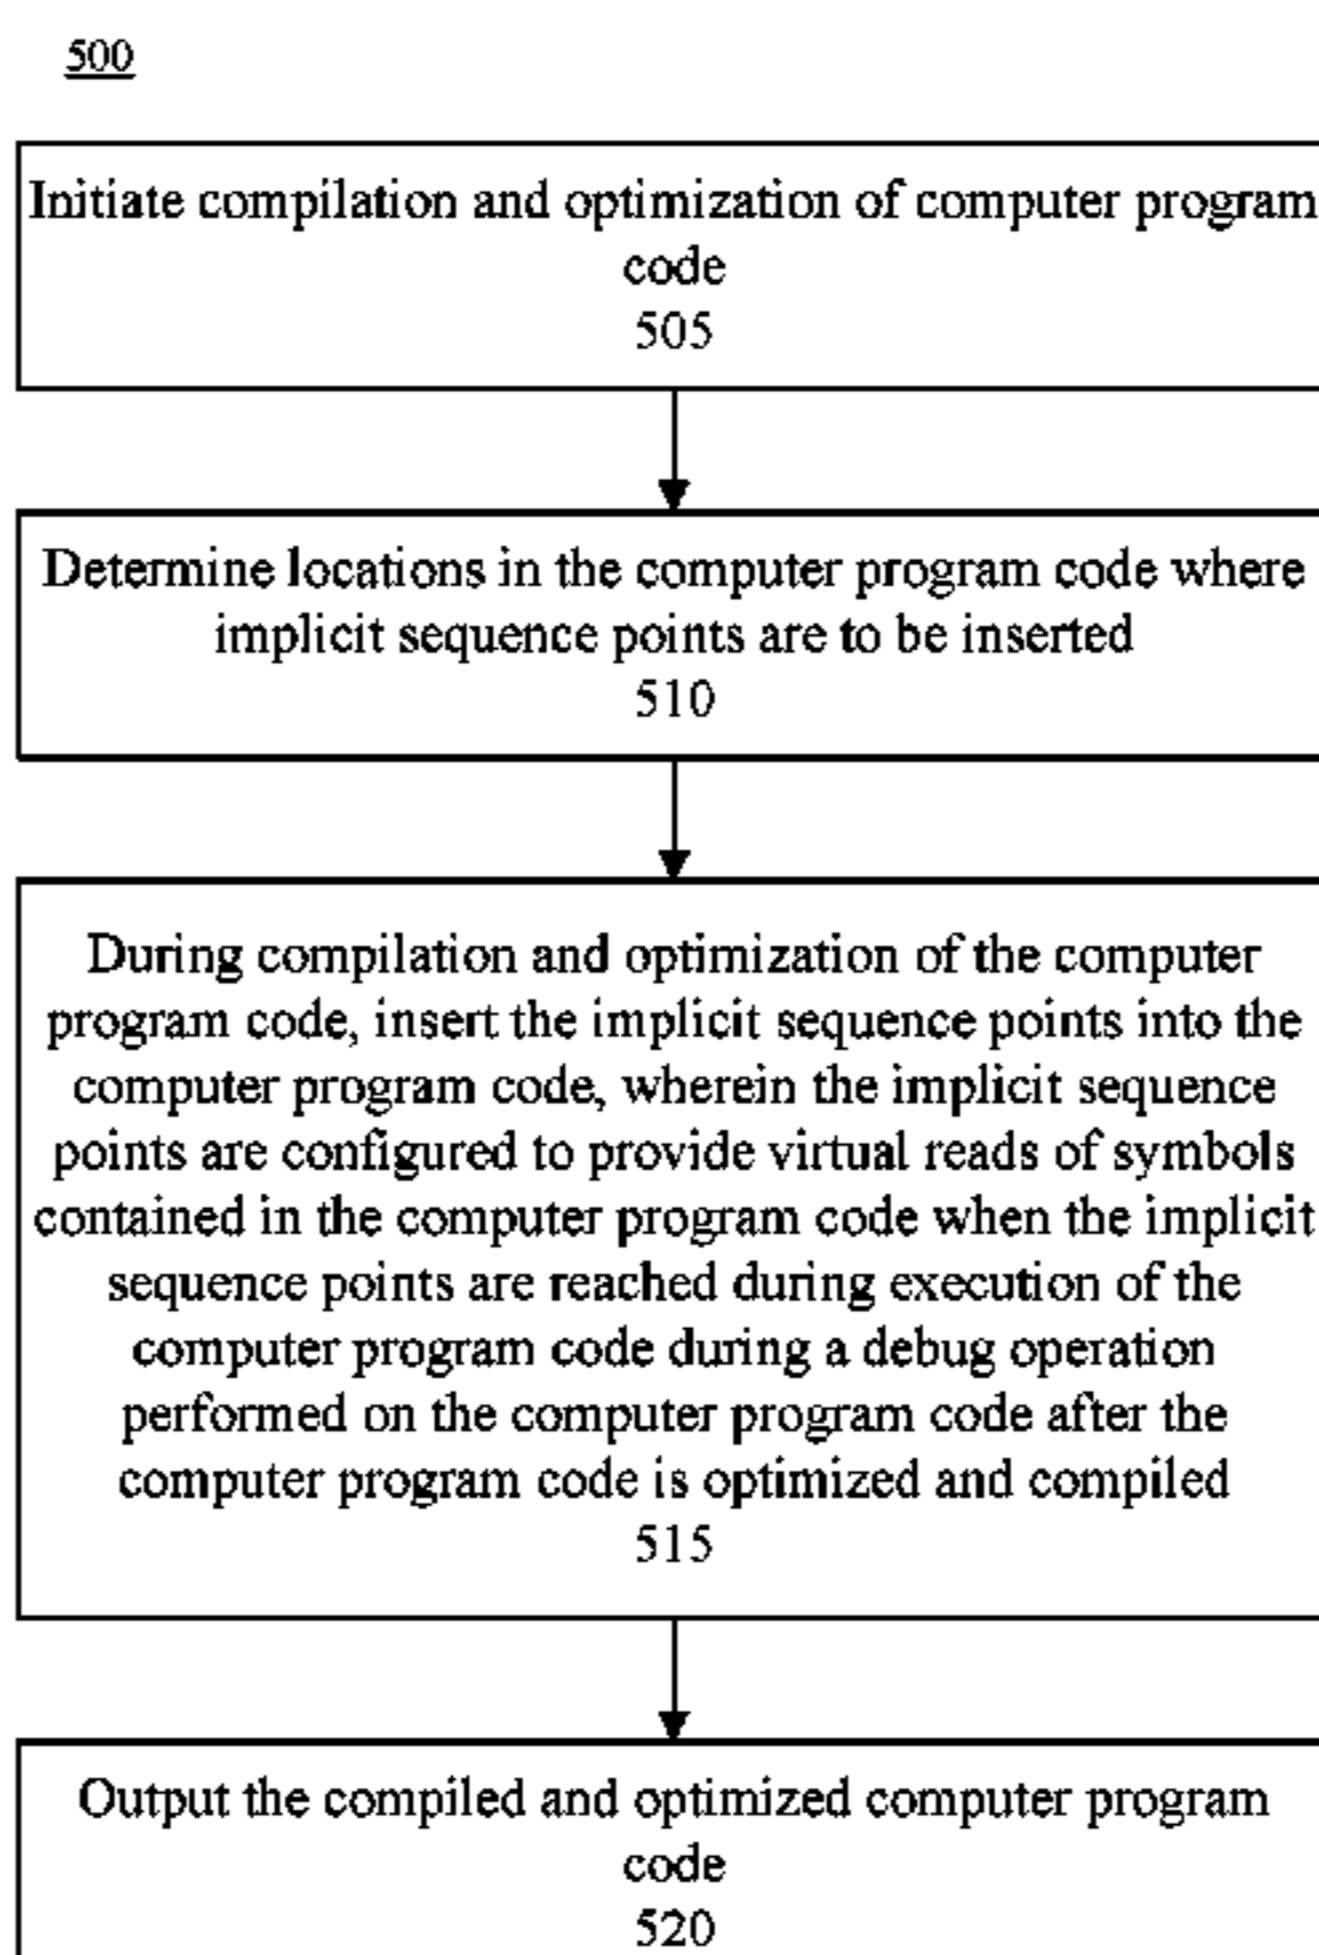 500
Initiate compilation and optimization of computer program
code
505
Determine locations in the computer program code where
implicit sequence points are to be inserted
510
During compilation and optimization of the computer
program code, insert the implicit sequence points into the
computer program code, wherein the implicit sequence
points are configured to provide virtual reads of symbols
contained in the computer program code when the implicit
sequence points are reached during execution of the
computer program code during a debug operation
performed on the computer program code after the
computer program code is optimized and compiled
515
Output the compiled and optimized computer program
code
520